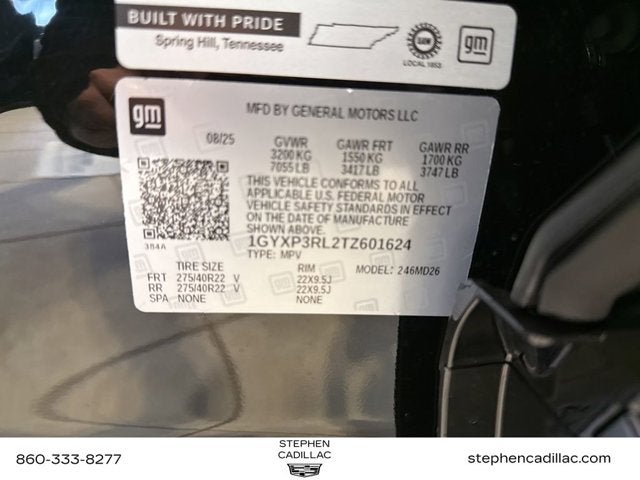 BUILT WITH PRIDE
Spring Hill, Tennessee
UAW
LOCAL 1853
gm
gm
MFD BY GENERAL MOTORS LLC
08/25 GVWR GAWR FRT GAWR RR
3200 KG 1550 KG 1700 KG
7055 LB 3417 LB 3747 LB
THIS VEHICLE CONFORMS TO ALL
APPLICABLE U.S. FEDERAL MOTOR
VEHICLE SAFETY STANDARDS IN EFFECT
ON THE DATE OF MANUFACTURE
SHOWN ABOVE.
384A
1GYXP3RL2TZ601624
TYPE: MPV
TIRE SIZE RIM MODEL: 246MD26
FRT 275/40R22 V 22X9.5J
RR 275/40R22 V 22X9.5J
SPA NONE NONE
860-333-8277
STEPHEN
CADILLAC
stephencadillac.com